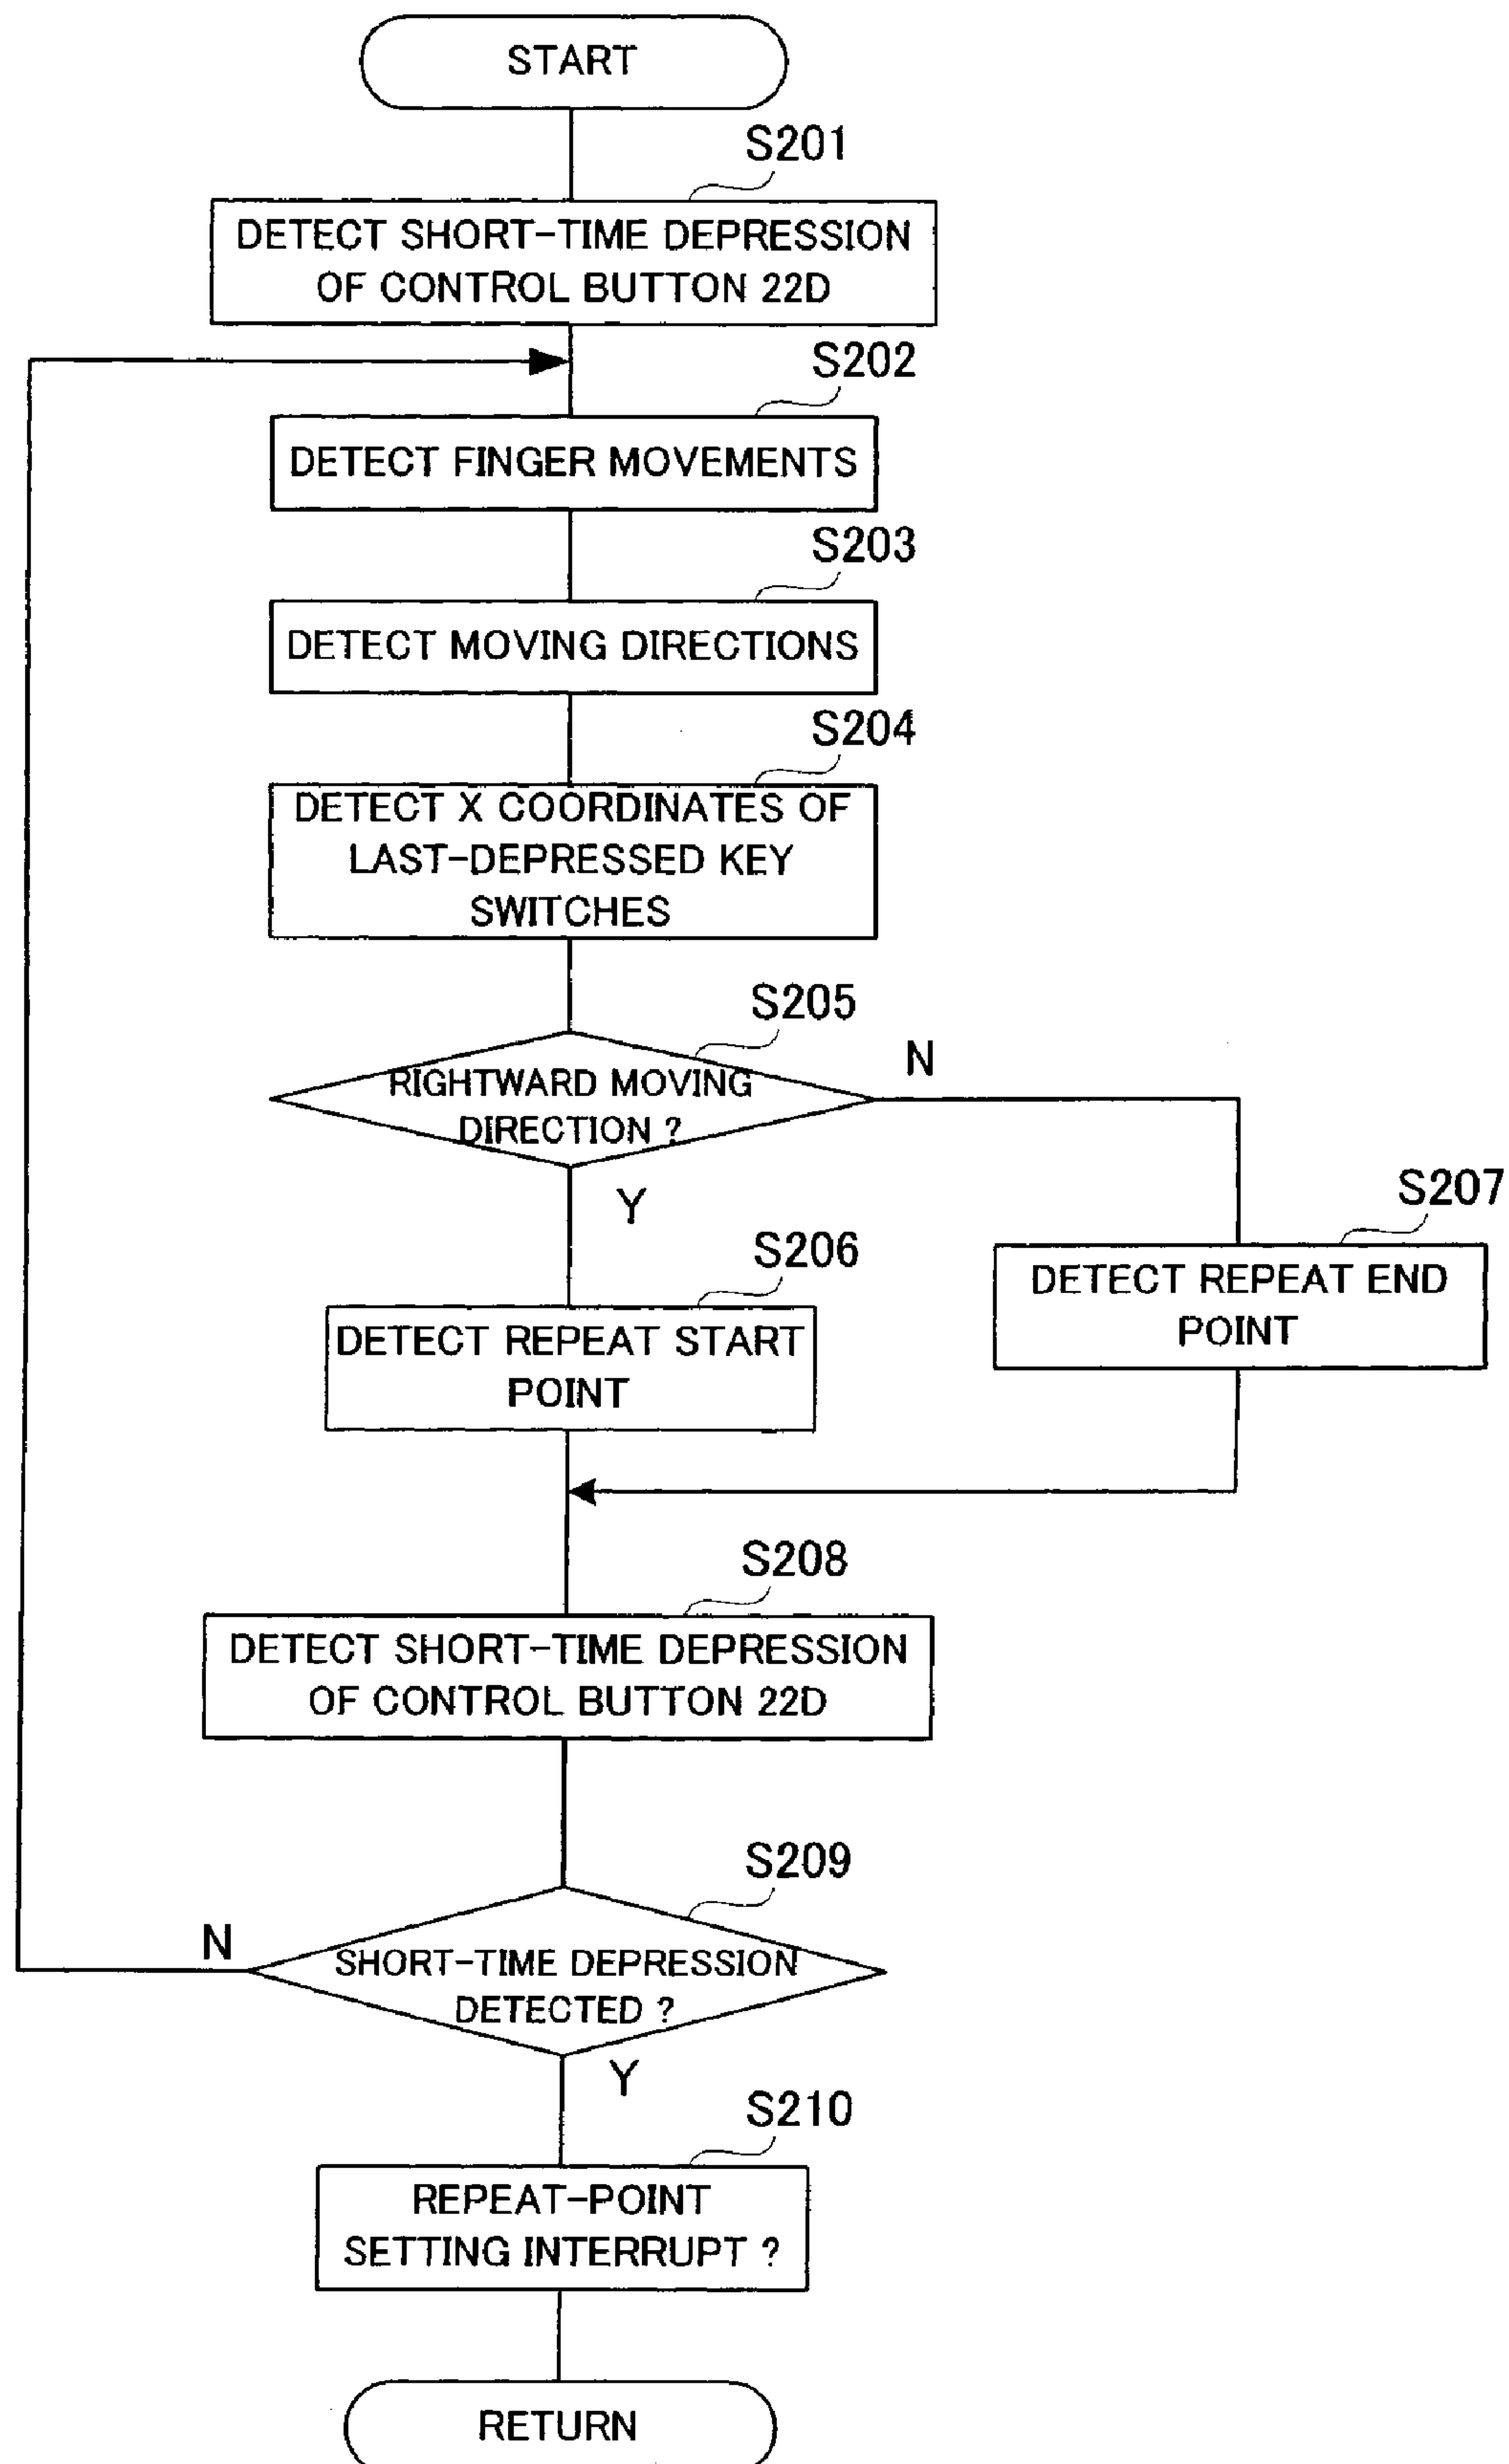 START
S201
DETECT SHORT-TIME DEPRESSION
OF CONTROL BUTTON 22D
S202
DETECT FINGER MOVEMENTS
S203
DETECT MOVING DIRECTIONS
S204
DETECT X COORDINATES OF
LAST-DEPRESSED KEY
SWITCHES
S205
N
RIGHTWARD MOVING
DIRECTION ?
Y
S207
DETECT REPEAT END
POINT
S206
DETECT REPEAT START
POINT
S208
DETECT SHORT-TIME DEPRESSION
OF CONTROL BUTTON 22D
S209
N
SHORT-TIME DEPRESSION
DETECTED ?
Y
S210
REPEAT-POINT
SETTING INTERRUPT ?
RETURN